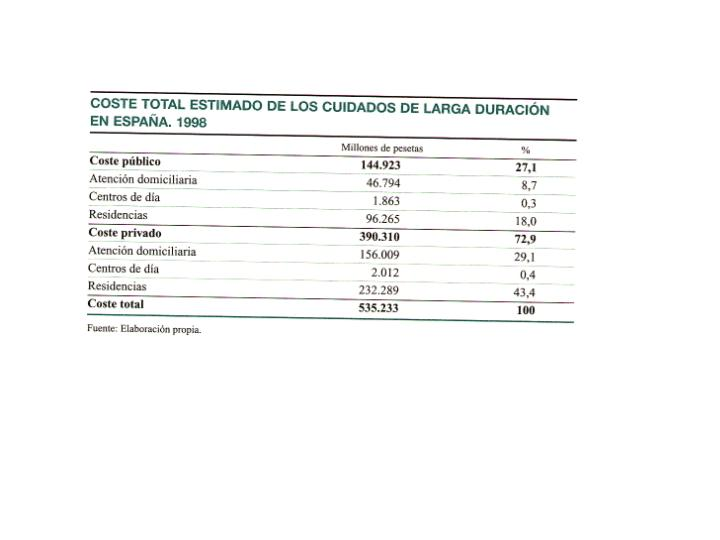 COSTE TOTAL ESTIMADO DE LOS CUIDADOS DE LARGA DURACIÓN
EN ESPAÑA. 1998
Millones de pesetas %
Coste público 144.923 27,1
Atención domiciliaria 46.794 8,7
Centros de día 1.863 0,3
Residencias 96.265 18,0
Coste privado 390.310 72,9
Atención domiciliaria 156.009 29,1
Centros de día 2.012 0,4
Residencias 232.289 43,4
Coste total 535.233 100
Fuente: Elaboración propia.